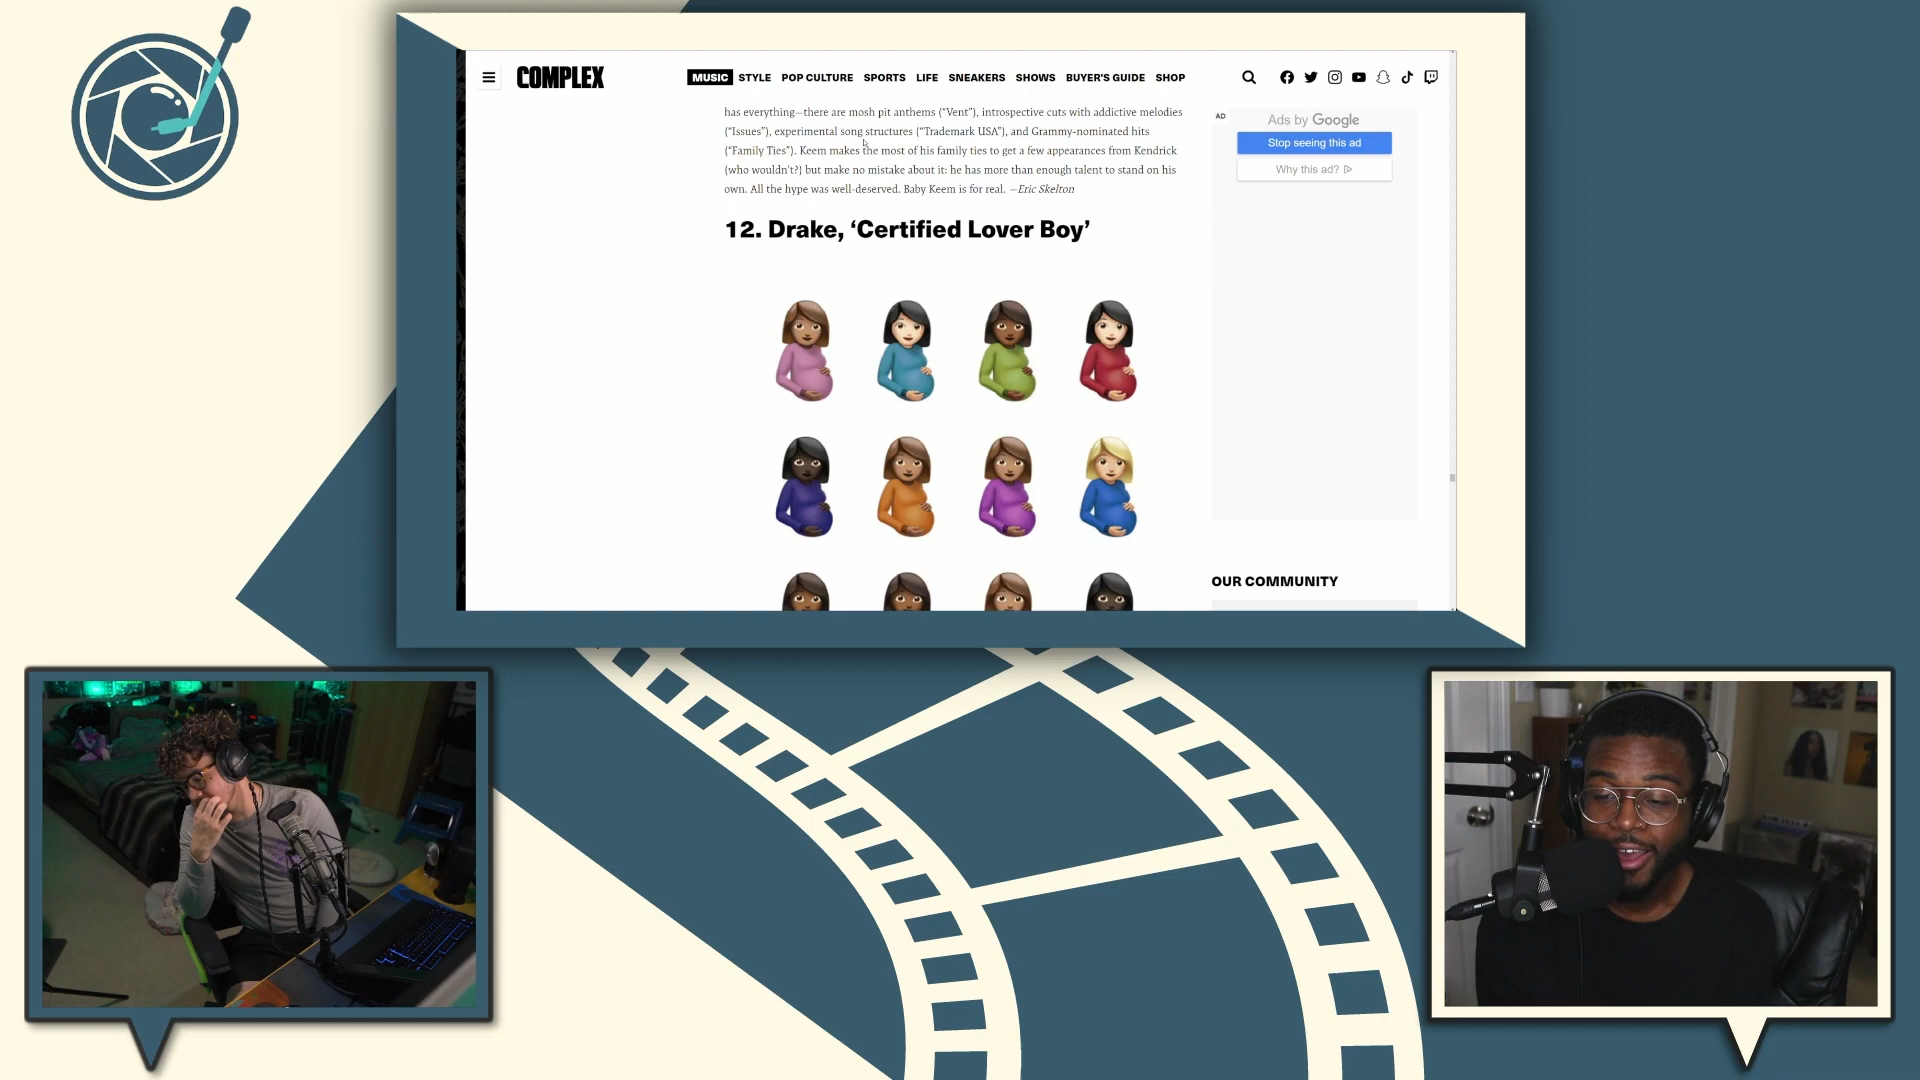 COMPLEX
MUSIC STYLE POP CULTURE SPORTS LIFE SNEAKERS SHOWS BUYER'S GUIDE SHOP
has everything—there are mosh pit anthems (“Vent”), introspective cuts with addictive melodies
(“Issues”), experimental song structures (“Trademark USA”), and Grammy-nominated hits
(“Family Ties”). Keem makes the most of his family ties to get a few appearances from Kendrick
(who wouldn't?) but make no mistake about it: he has more than enough talent to stand on his
own. All the hype was well-deserved. Baby Keem is for real. —Eric Skelton
12. Drake, ‘Certified Lover Boy’
AD
Ads by Google
Stop seeing this ad
Why this ad?
OUR COMMUNITY